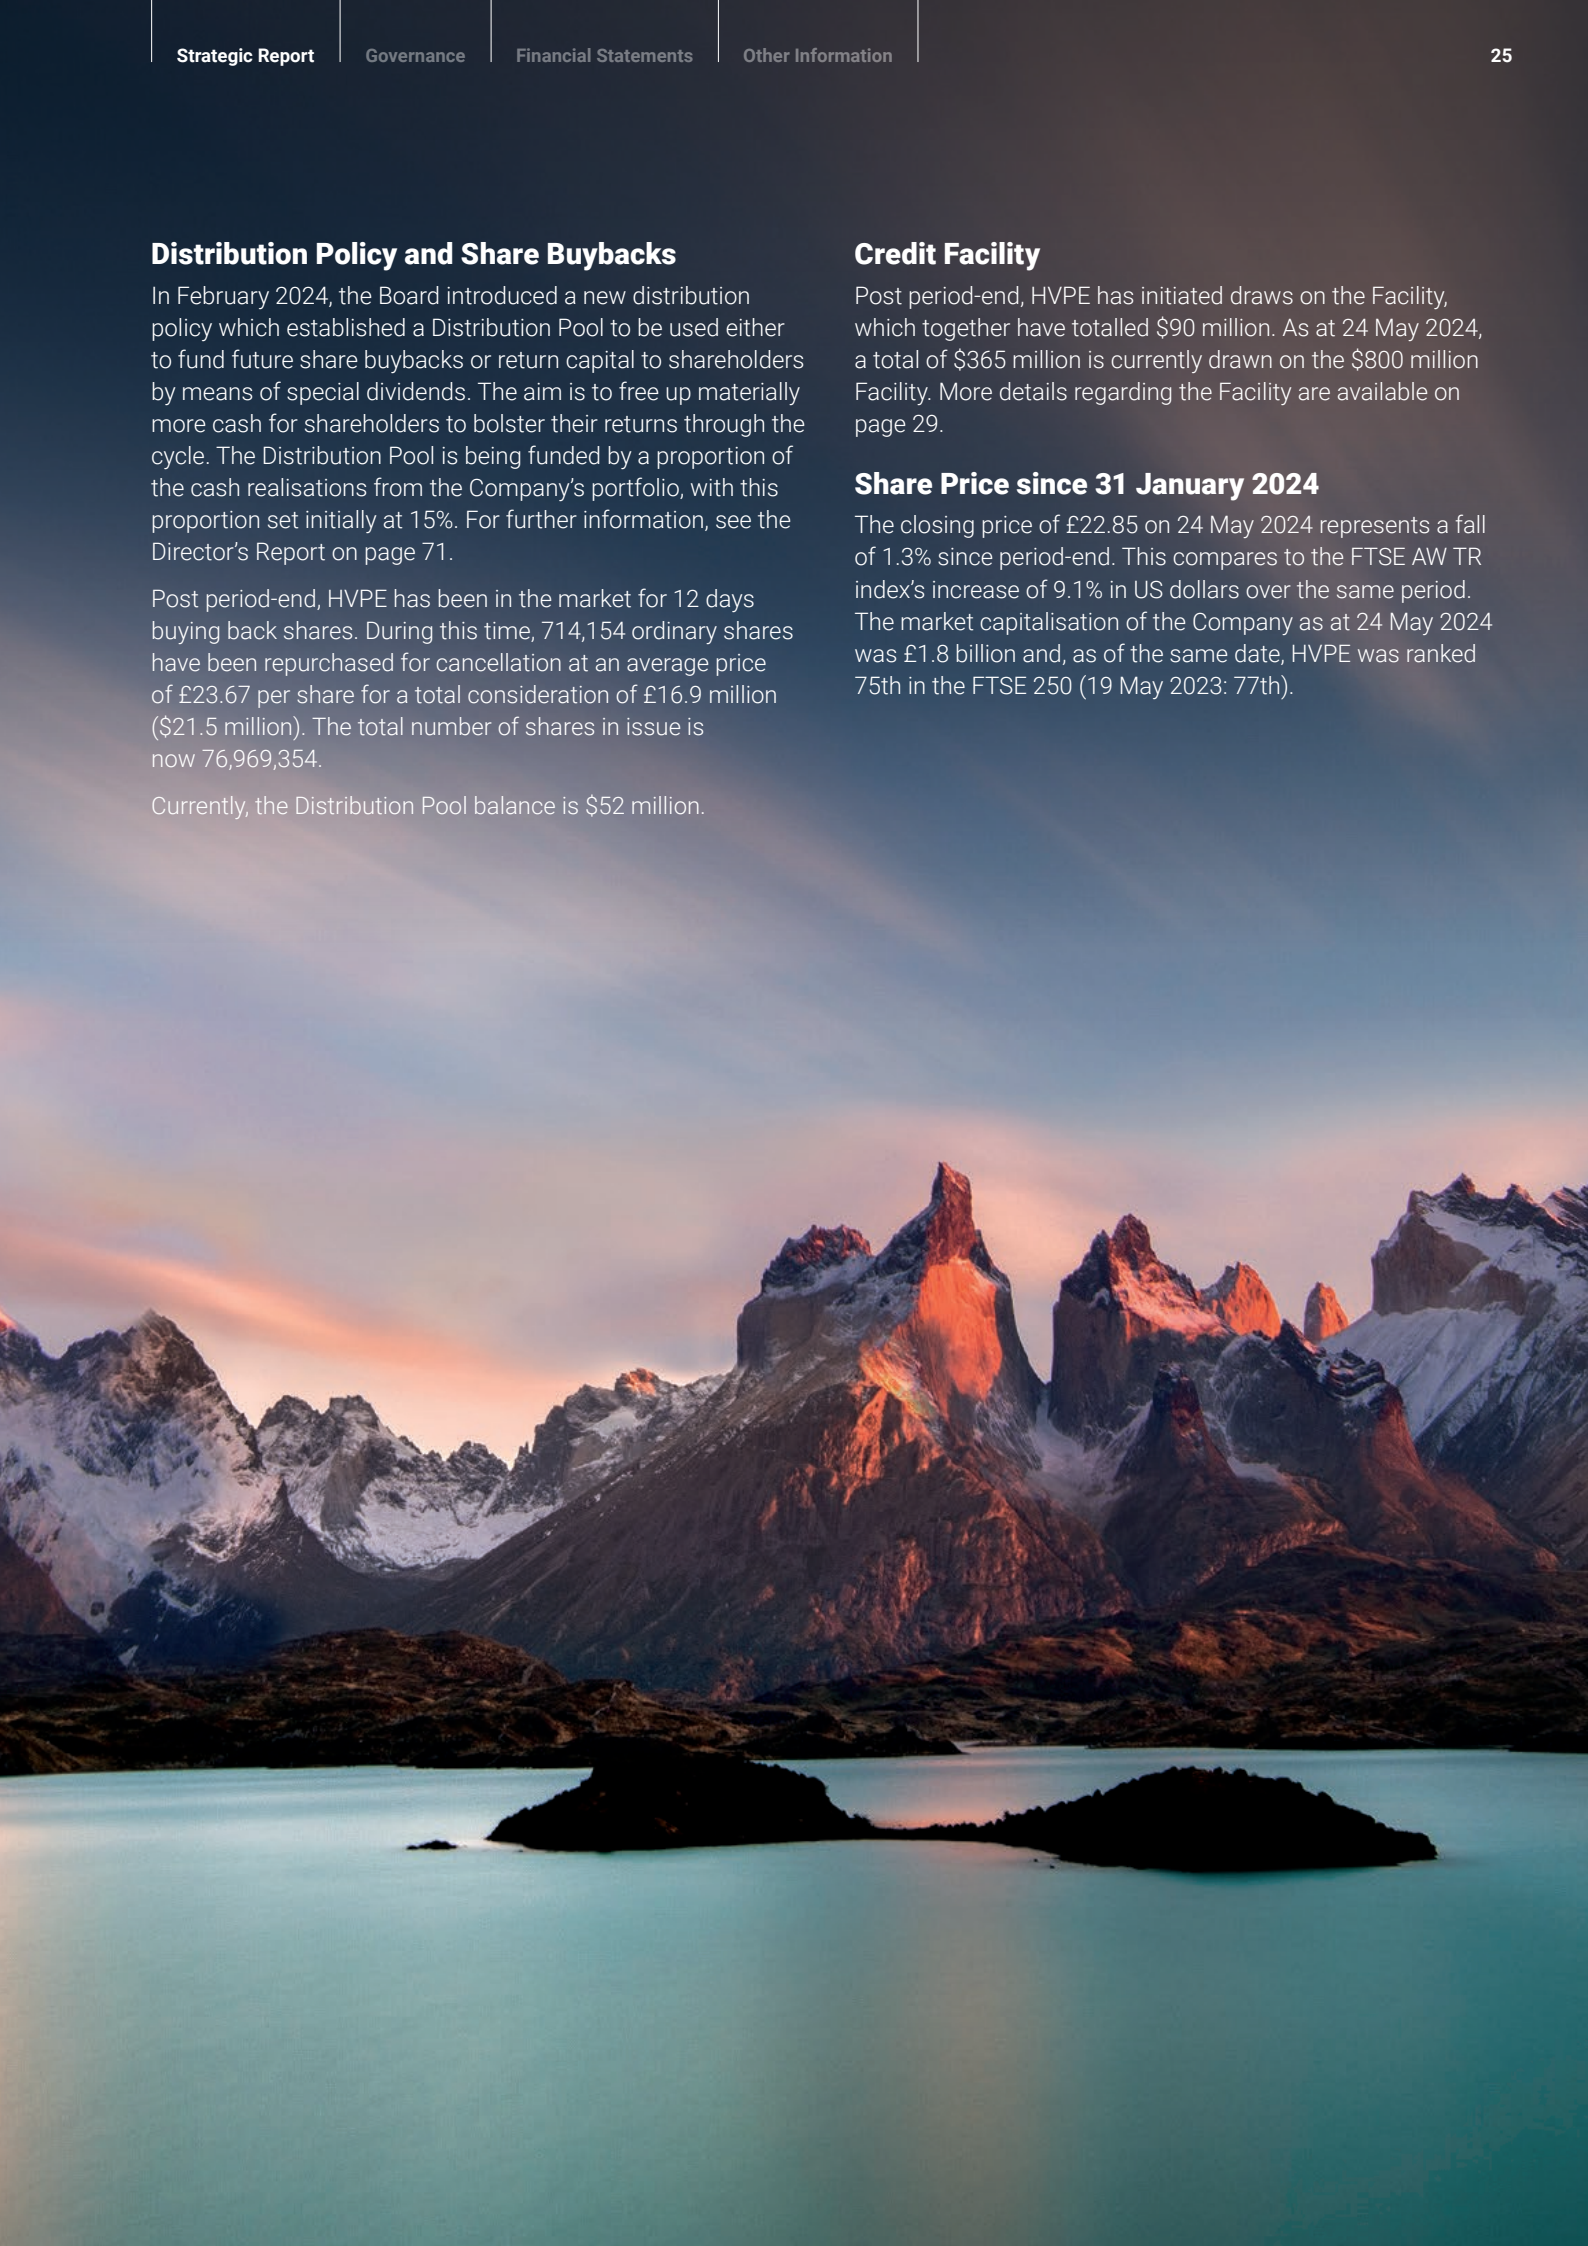 Strategic Report
Governance
Financial Statements
Other Information
25
Distribution Policy and Share Buybacks
In February 2024, the Board introduced a new distribution
policy which established a Distribution Pool to be used either
to fund future share buybacks or return capital to shareholders
by means of special dividends. The aim is to free up materially
more cash for shareholders to bolster their returns through the
cycle. The Distribution Pool is being funded by a proportion of
the cash realisations from the Company’s portfolio, with this
proportion set initially at 15%. For further information, see the
Director’s Report on page 71.
Post period-end, HVPE has been in the market for 12 days
buying back shares. During this time, 714,154 ordinary shares
have been repurchased for cancellation at an average price
of £23.67 per share for a total consideration of £16.9 million
($21.5 million). The total number of shares in issue is
now 76,969,354.
Currently, the Distribution Pool balance is $52 million.
Credit Facility
Post period-end, HVPE has initiated draws on the Facility,
which together have totalled $90 million. As at 24 May 2024,
a total of $365 million is currently drawn on the $800 million
Facility. More details regarding the Facility are available on
page 29.
Share Price since 31 January 2024
The closing price of £22.85 on 24 May 2024 represents a fall
of 1.3% since period-end. This compares to the FTSE AW TR
index’s increase of 9.1% in US dollars over the same period.
The market capitalisation of the Company as at 24 May 2024
was £1.8 billion and, as of the same date, HVPE was ranked
75th in the FTSE 250 (19 May 2023: 77th).